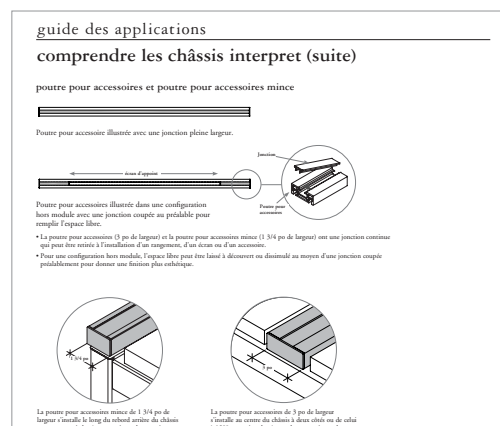 guide des applications
comprendre les châssis interpret (suite)
poutre pour accessoires et poutre pour accessoires mince
Poutre pour accessoire illustrée avec une jonction pleine largeur.
Jonction
écran d'appoint
Poutre pour
accessoires
Poutre pour accessoires illustrée dans une configuration
hors module avec une jonction coupée au préalable pour
remplir l'espace libre.
• La poutre pour accessoires (3 po de largeur) et la poutre pour accessoires mince (1 3/4 po de largeur) ont une jonction continue
qui peut être retirée à l'installation d'un rangement, d'un écran ou d'un accessoire.
• Pour une configuration hors module, l'espace libre peut être laissé à découvert ou dissimulé au moyen d'une jonction coupée
préalablement pour donner une finition plus esthétique.
1 3/4 po
3 po
La poutre pour accessoires mince de 1 3/4 po de
largeur s'installe le long du rebord arrière du châssis
La poutre pour accessoires de 3 po de largeur
s'installe au centre du châssis à deux côtés ou de celui